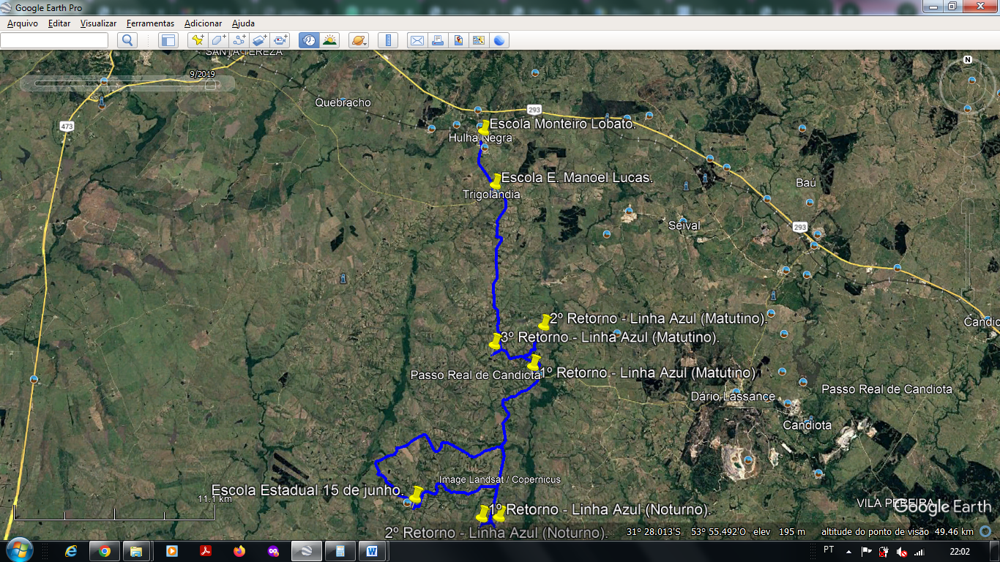 Google Earth Pro
Arquivo Editar Visualizar Ferramentas Adicionar Ajuda
SANTA TEREZA
9/2019
N
Quebracho
293
473
Escola Monteiro Lobato.
Hulha Negra
Escola E. Manoel Lucas.
Baú
Trigolândia
Seival
293
2º Retorno - Linha Azul (Matutino).
Candio
3º Retorno - Linha Azul (Matutino).
1º Retorno - Linha Azul (Matutino)
Passo Real de Candiota
Passo Real de Candiota
Dário Lassance
Candiota
Image Landsat / Copernicus
Escola Estadual 15 de junho.
11.1 km
VILA PEREIRA
Google Earth
1º Retorno - Linha Azul (Noturno).
2º Retorno - Linha Azul (Noturno).
31° 28.013'S 53° 55.492'O elev 195 m altitude do ponto de visão 49.46 km
PT
22:02